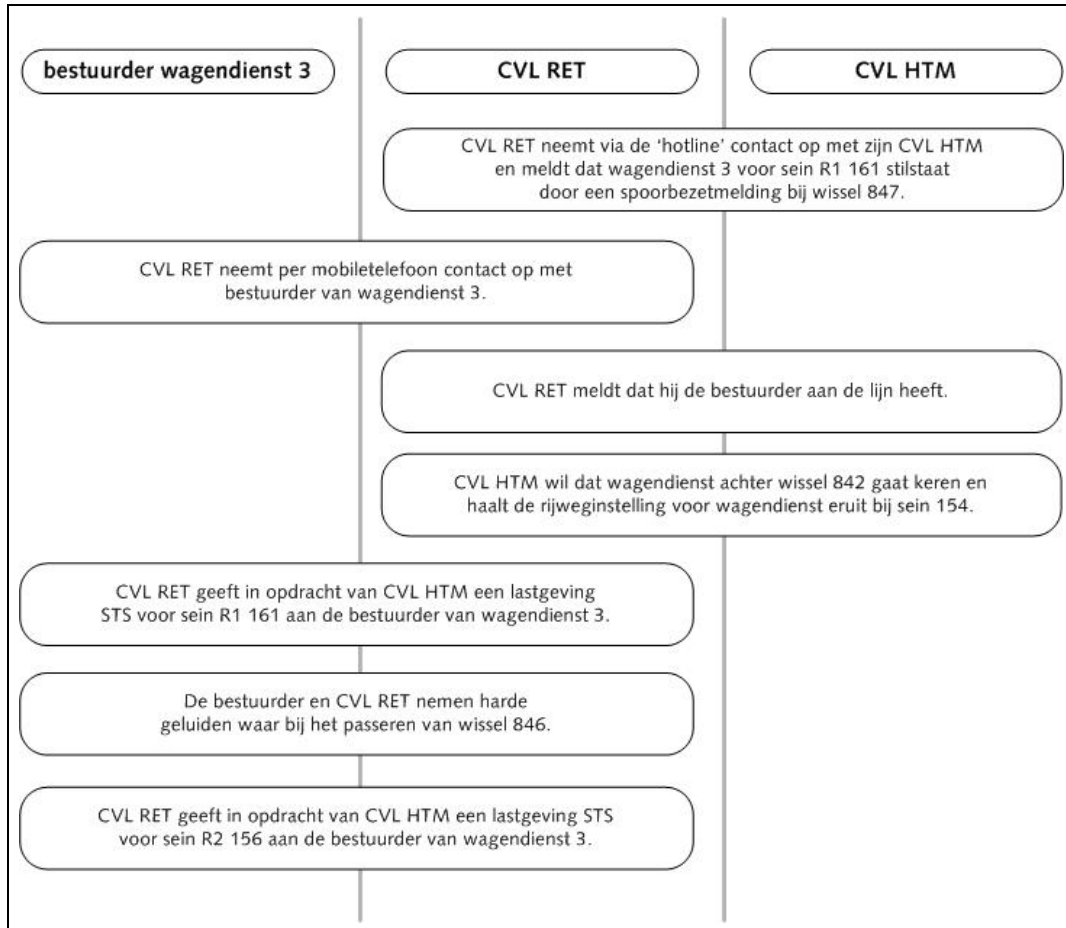 bestuurder wagendienst 3
CVL RET
CVL HTM
CVL RET neemt via de ‘hotline’ contact op met zijn CVL HTM
en meldt dat wagendienst 3 voor sein R1 161 stilstaat
door een spoorbezetmelding bij wissel 847.
CVL RET neemt per mobiletelefoon contact op met
bestuurder van wagendienst 3.
CVL RET meldt dat hij de bestuurder aan de lijn heeft.
CVL HTM wil dat wagendienst achter wissel 842 gaat keren en
haalt de rijweginstelling voor wagendienst eruit bij sein 154.
CVL RET geeft in opdracht van CVL HTM een lastgeving
STS voor sein R1 161 aan de bestuurder van wagendienst 3.
De bestuurder en CVL RET nemen harde
geluiden waar bij het passeren van wissel 846.
CVL RET geeft in opdracht van CVL HTM een lastgeving STS
voor sein R2 156 aan de bestuurder van wagendienst 3.